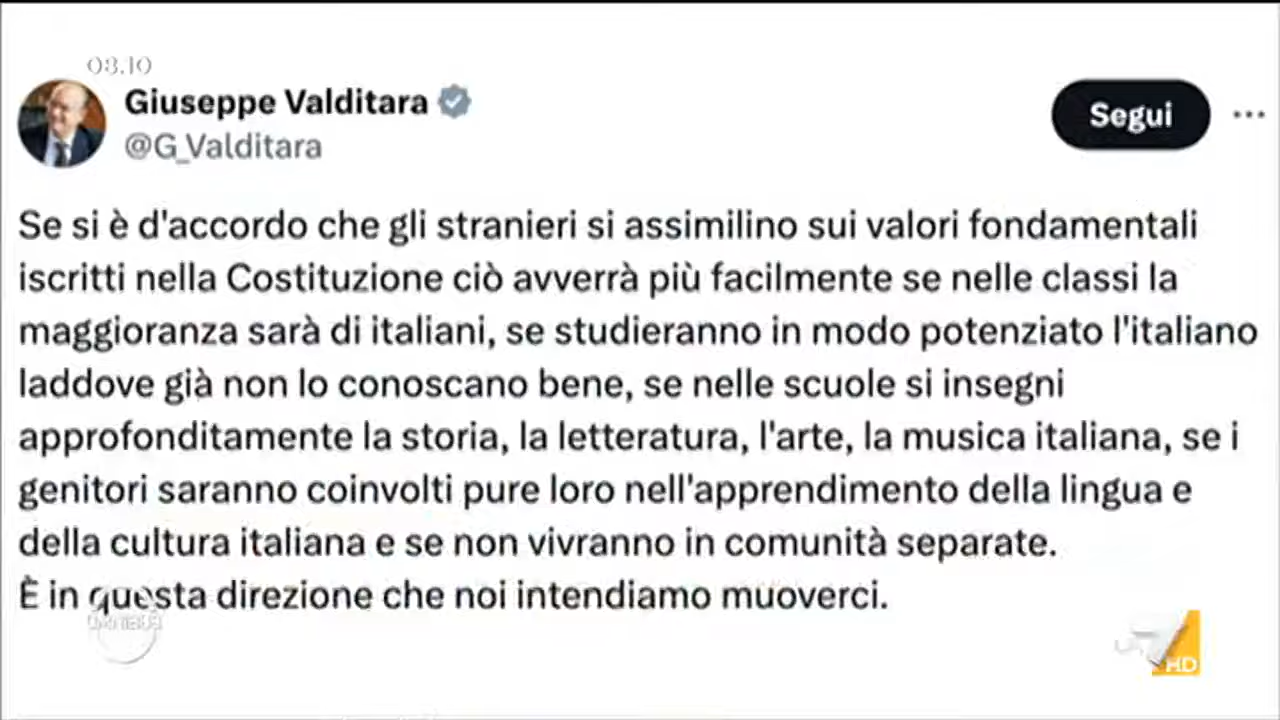 08.10
Giuseppe Valditara
@G_Valditara
Segui
Se si è d'accordo che gli stranieri si assimilino sui valori fondamentali
iscritti nella Costituzione ciò avverrà più facilmente se nelle classi la
maggioranza sarà di italiani, se studieranno in modo potenziato l'italiano
laddove già non lo conoscano bene, se nelle scuole si insegni
approfonditamente la storia, la letteratura, l'arte, la musica italiana, se i
genitori saranno coinvolti pure loro nell'apprendimento della lingua e
della cultura italiana e se non vivranno in comunità separate.
È in questa direzione che noi intendiamo muoverci.
OMNIBUS
LA7
HD